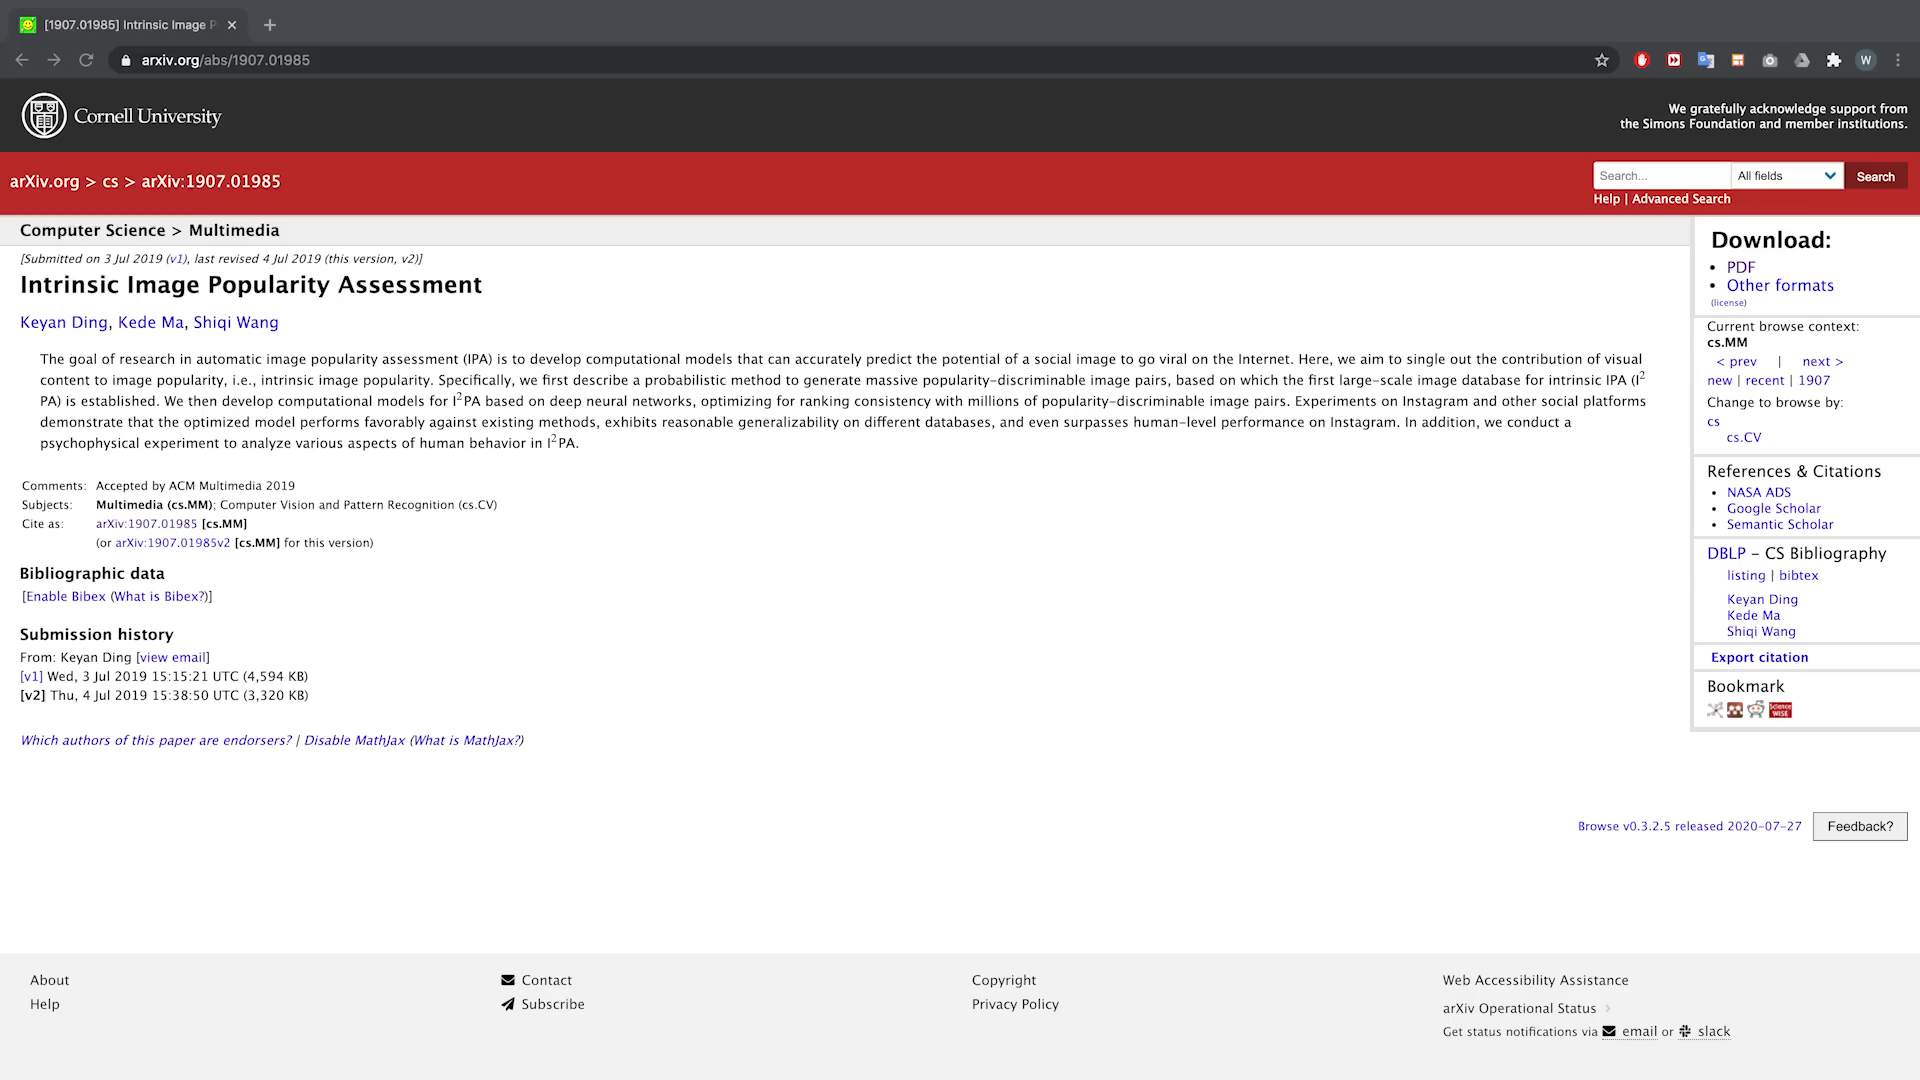 [1907.01985] Intrinsic Image P
arxiv.org/abs/1907.01985
W
Cornell University
We gratefully acknowledge support from
the Simons Foundation and member institutions.
arXiv.org > cs > arXiv:1907.01985
Search...
All fields
Search
Help | Advanced Search
Computer Science > Multimedia
[Submitted on 3 Jul 2019 (v1), last revised 4 Jul 2019 (this version, v2)]
Intrinsic Image Popularity Assessment
Keyan Ding, Kede Ma, Shiqi Wang
The goal of research in automatic image popularity assessment (IPA) is to develop computational models that can accurately predict the potential of a social image to go viral on the Internet. Here, we aim to single out the contribution of visual
content to image popularity, i.e., intrinsic image popularity. Specifically, we first describe a probabilistic method to generate massive popularity-discriminable image pairs, based on which the first large-scale image database for intrinsic IPA (I²
PA) is established. We then develop computational models for I²PA based on deep neural networks, optimizing for ranking consistency with millions of popularity-discriminable image pairs. Experiments on Instagram and other social platforms
demonstrate that the optimized model performs favorably against existing methods, exhibits reasonable generalizability on different databases, and even surpasses human-level performance on Instagram. In addition, we conduct a
psychophysical experiment to analyze various aspects of human behavior in I²PA.
Comments: Accepted by ACM Multimedia 2019
Subjects: Multimedia (cs.MM); Computer Vision and Pattern Recognition (cs.CV)
Cite as: arXiv:1907.01985 [cs.MM]
(or arXiv:1907.01985v2 [cs.MM] for this version)
Bibliographic data
[Enable Bibex (What is Bibex?)]
Submission history
From: Keyan Ding [view email]
[v1] Wed, 3 Jul 2019 15:15:21 UTC (4,594 KB)
[v2] Thu, 4 Jul 2019 15:38:50 UTC (3,320 KB)
Which authors of this paper are endorsers? | Disable MathJax (What is MathJax?)
Download:
• PDF
• Other formats
(license)
Current browse context:
cs.MM
< prev | next >
new | recent | 1907
Change to browse by:
cs
cs.CV
References & Citations
• NASA ADS
• Google Scholar
• Semantic Scholar
DBLP - CS Bibliography
listing | bibtex
Keyan Ding
Kede Ma
Shiqi Wang
Export citation
Bookmark
Science
WISE
Browse v0.3.2.5 released 2020-07-27
Feedback?
About
Help
Contact
Subscribe
Copyright
Privacy Policy
Web Accessibility Assistance
arXiv Operational Status >
Get status notifications via email or slack